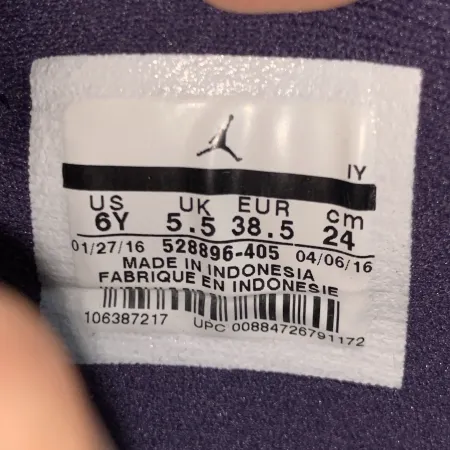 IY
US UK EUR cm
6Y 5.5 38.5 24
01/27/16 528896-405 04/06/16
MADE IN INDONESIA
FABRIQUE EN INDONESIE
106387217 UPC 00884726791172